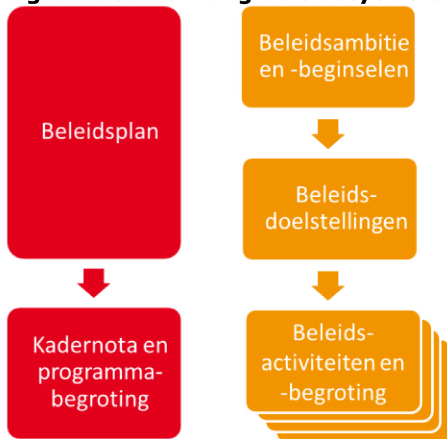 Beleidsplan
Kadernota en
programma-
begroting
Beleidsambitie
en -beginselen
Beleids-
doelstellingen
Beleids-
activiteiten en
-begroting